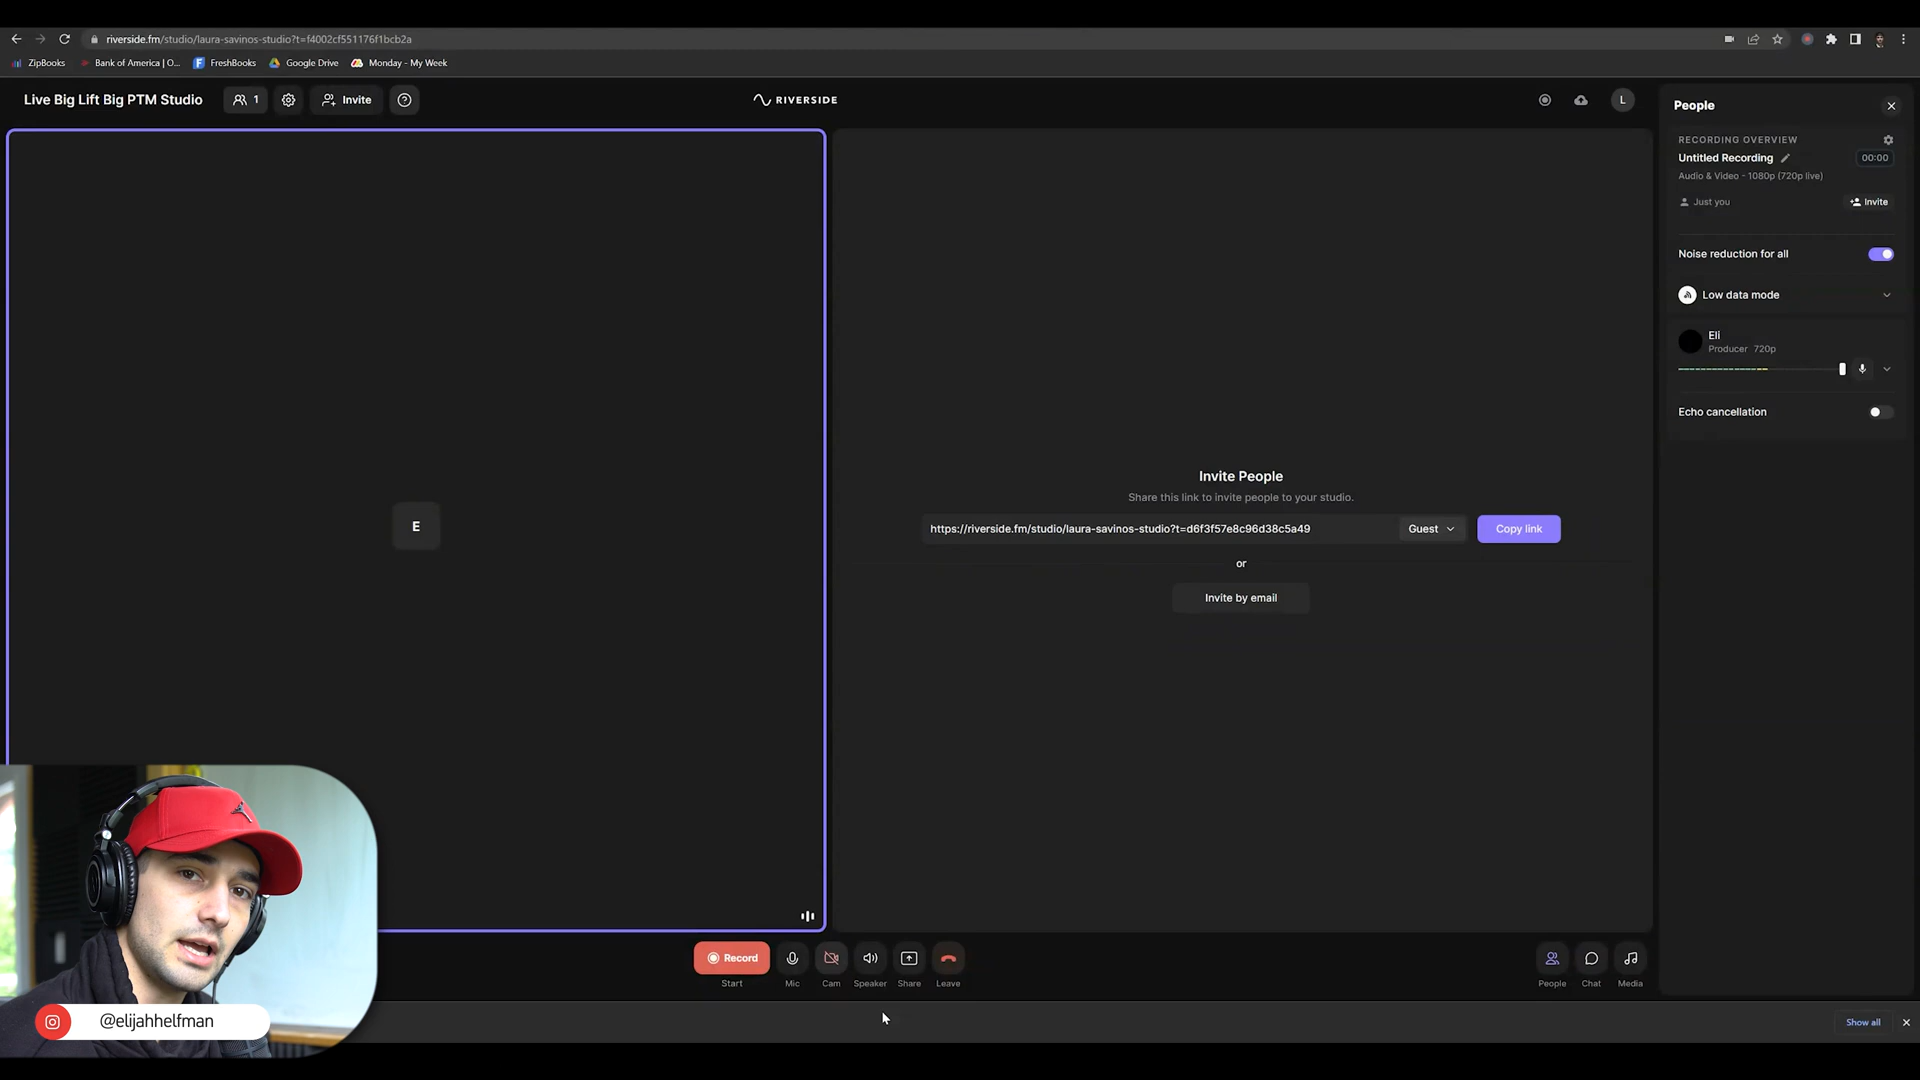 riverside.fm/studio/laura-savinos-studio?t=f4002cf551176f1bcb2a
ZipBooks
Bank of America | O...
FreshBooks
Google Drive
Monday - My Week
Live Big Lift Big PTM Studio
1
Invite
RIVERSIDE
L
People
RECORDING OVERVIEW
Untitled Recording
00:00
Audio & Video - 1080p (720p live)
Just you
Invite
Noise reduction for all
Low data mode
Eli
Producer 720p
Echo cancellation
E
Invite People
Share this link to invite people to your studio.
https://riverside.fm/studio/laura-savinos-studio?t=d6f3f57e8c96d38c5a49
Guest
Copy link
or
Invite by email
Record
Start
Mic
Cam
Speaker
Share
Leave
People
Chat
Media
@elijahhelfman
Show all